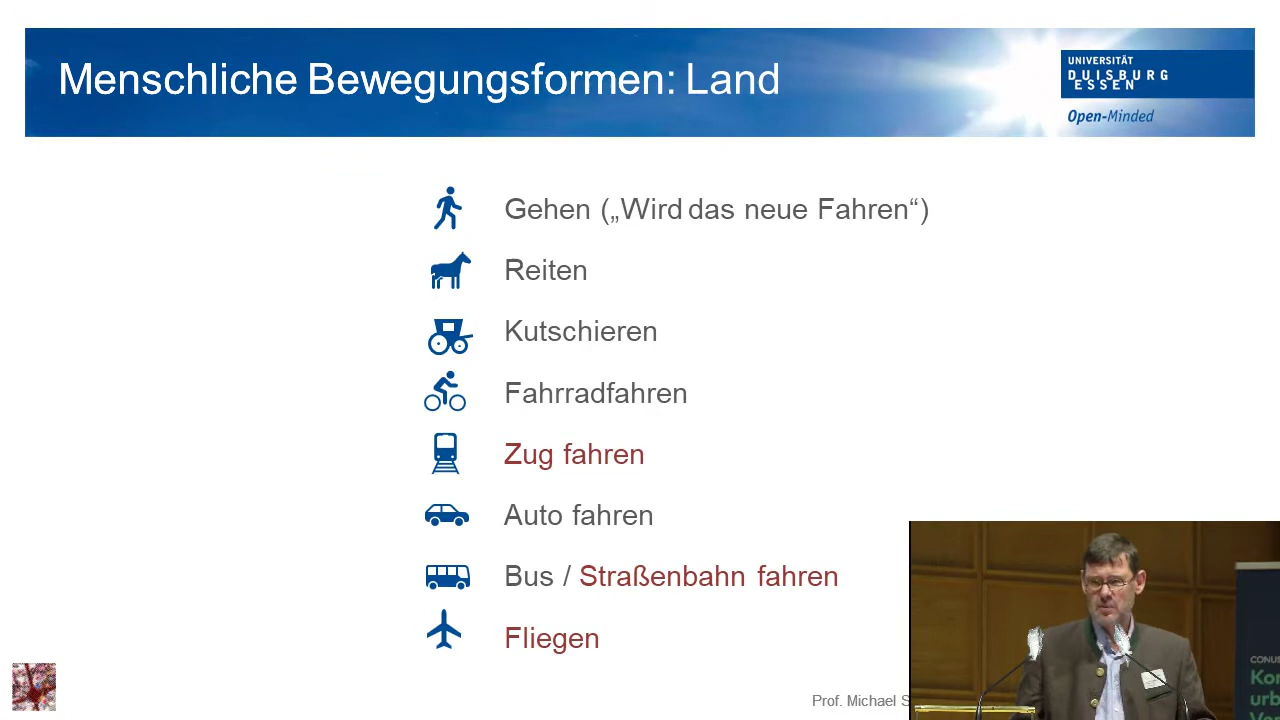 Menschliche Bewegungsformen: Land
UNIVERSITÄT
DUISBURG
ESSEN
Open-Minded
Gehen („Wird das neue Fahren“)
Reiten
Kutschieren
Fahrradfahren
Zug fahren
Auto fahren
Bus / Straßenbahn fahren
Fliegen
Prof. Michael